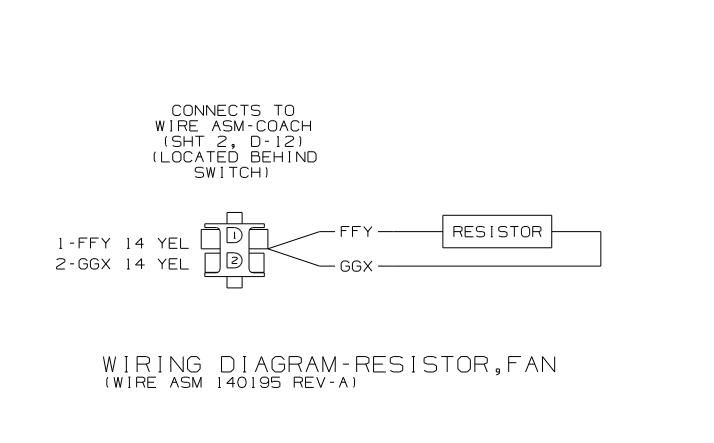 CONNECTS TO
WIRE ASM-COACH
(SHT 2, D-12)
(LOCATED BEHIND
SWITCH)
1-FFY 14 YEL
2-GGX 14 YEL
1
2
FFY
GGX
RESISTOR
WIRING DIAGRAM-RESISTOR,FAN
(WIRE ASM 140195 REV-A)